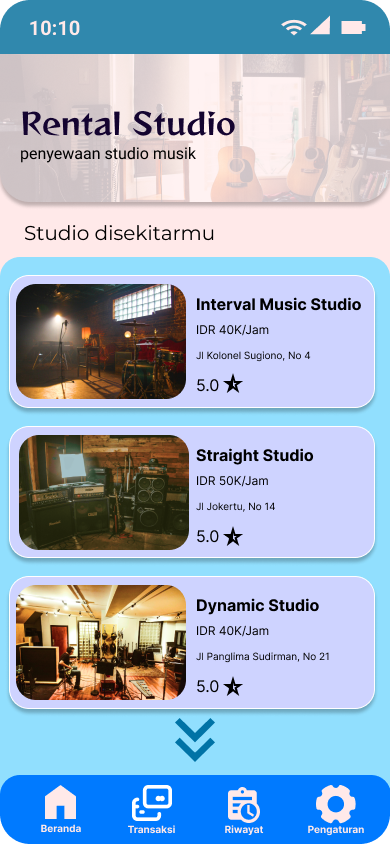 10:10
Rental Studio
penyewaan studio musik
Studio disekitarmu
Interval Music Studio
IDR 40K/Jam
Jl Kolonel Sugiono, No 4
5.0
Straight Studio
IDR 50K/Jam
Jl Jokertu, No 14
5.0
Dynamic Studio
IDR 40K/Jam
Jl Panglima Sudirman, No 21
5.0
Beranda Transaksi Riwayat Pengaturan